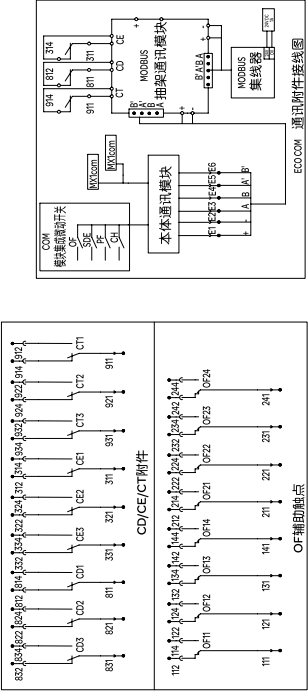 314
311
CE
812
811
CD
914
911
CT
MODBUS
抽架通讯模块
B' A' B A
+ -
B'A'B A
MODBUS
集线器
24VDC
通讯附件接线图
ECO COM
MX1com
MX1com
COM
模块集成微动开关
OF
SDE
PF
CH
本体通讯模块
"E1 "E2 "E3 "E4 "E5 "E6
- + A B A' B'
832 834 822 824 812 814 332 334 322 324 312 314 934 932 924 922 914 912
CD3 CD2 CD1 CE3 CE2 CE1 CT3 CT2 CT1
831 821 811 331 321 311 931 921 911
CD/CE/CT附件
112 114 122 124 132 134 142 144 212 214 222 224 232 234 242 244
OF11 OF12 OF13 OF14 OF21 OF22 OF23 OF24
111 121 131 141 211 221 231 241
OF辅助触点